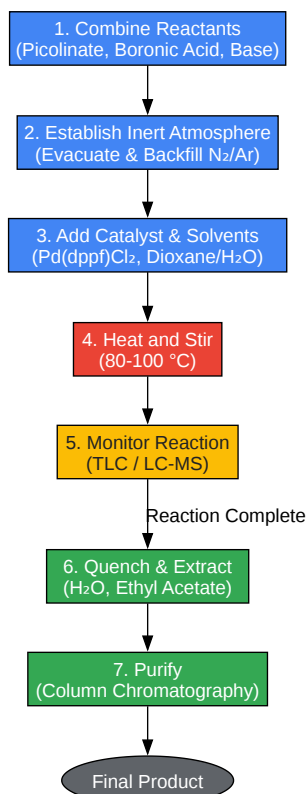 1. Combine Reactants
(Picolinate, Boronic Acid, Base)
2. Establish Inert Atmosphere
(Evacuate & Backfill N₂/Ar)
3. Add Catalyst & Solvents
(Pd(dppf)Cl₂, Dioxane/H₂O)
4. Heat and Stir
(80-100 °C)
5. Monitor Reaction
(TLC / LC-MS)
Reaction Complete
6. Quench & Extract
(H₂O, Ethyl Acetate)
7. Purify
(Column Chromatography)
Final Product